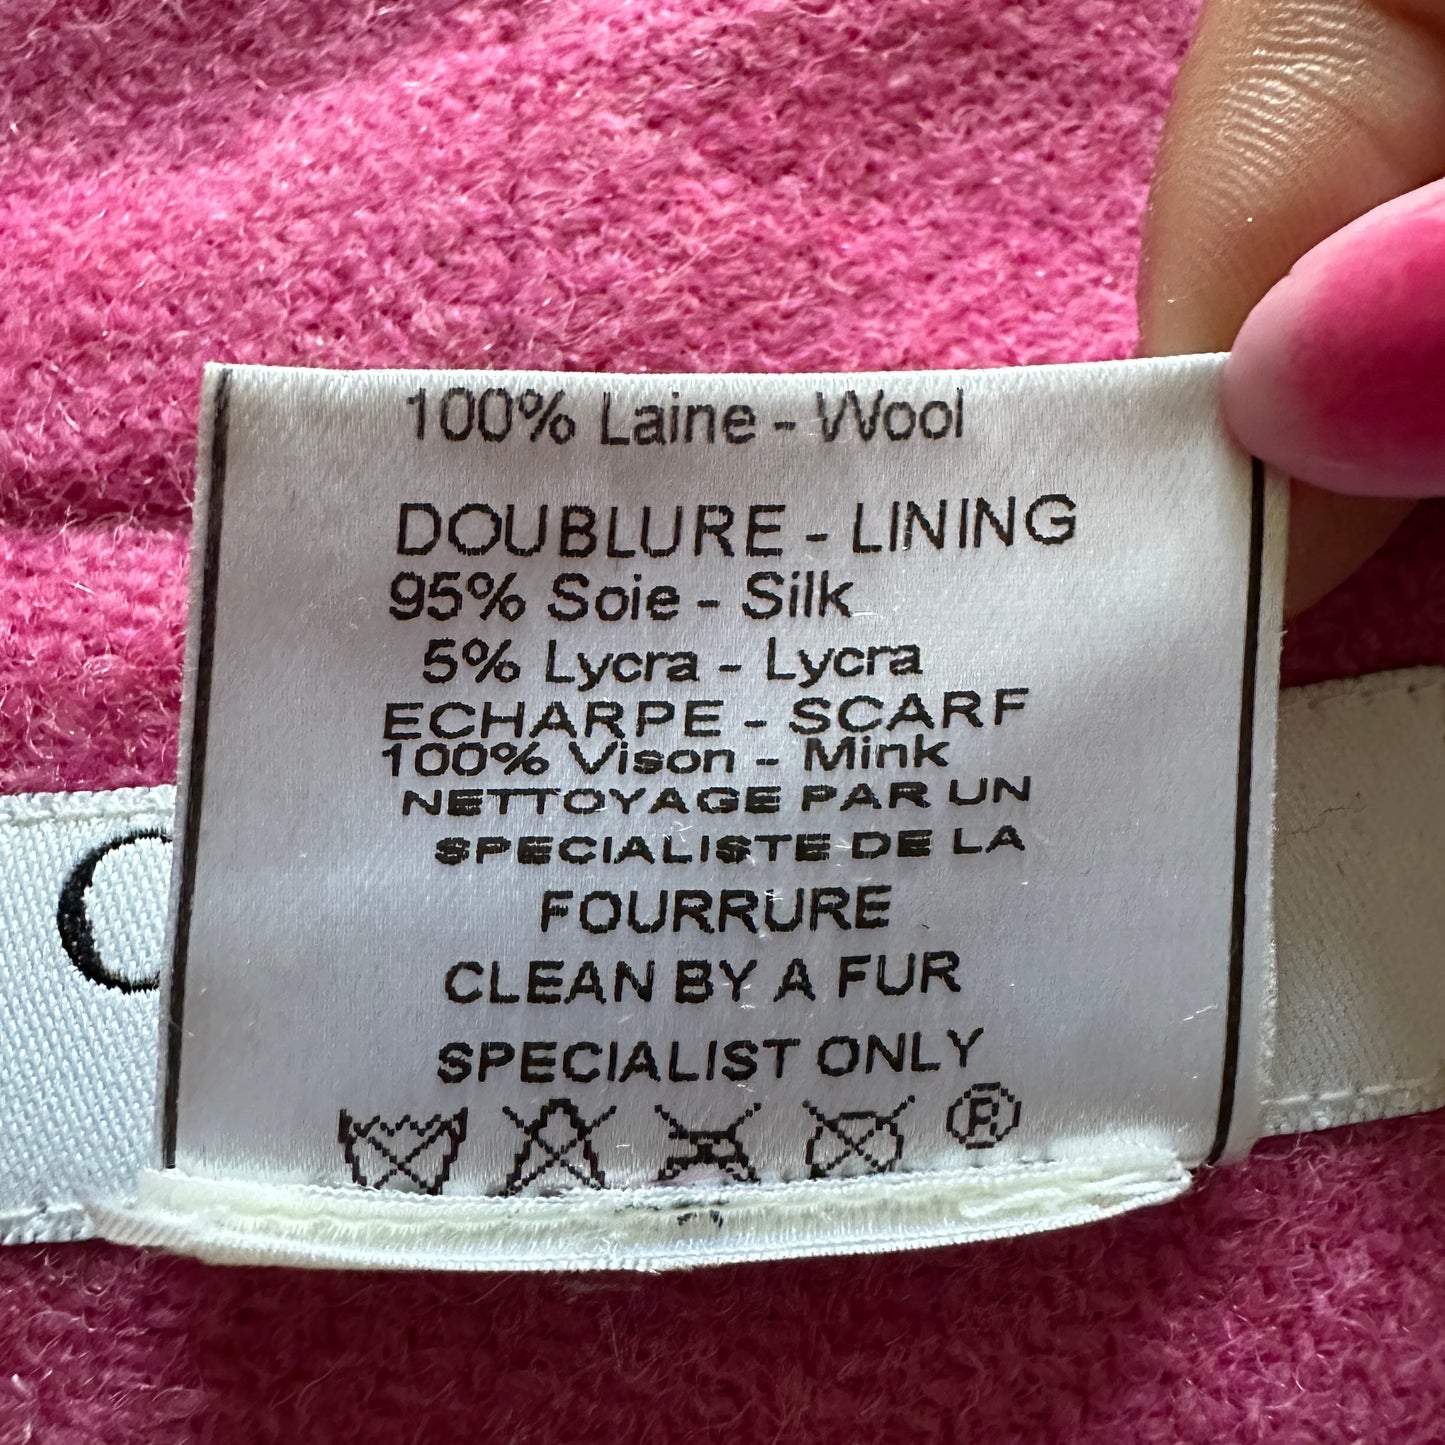 100% Laine - Wool
DOUBLURE - LINING
95% Soie - Silk
5% Lycra - Lycra
ECHARPE - SCARF
100% Vison - Mink
NETTOYAGE PAR UN
SPECIALISTE DE LA
FOURRURE
CLEAN BY A FUR
SPECIALIST ONLY
P